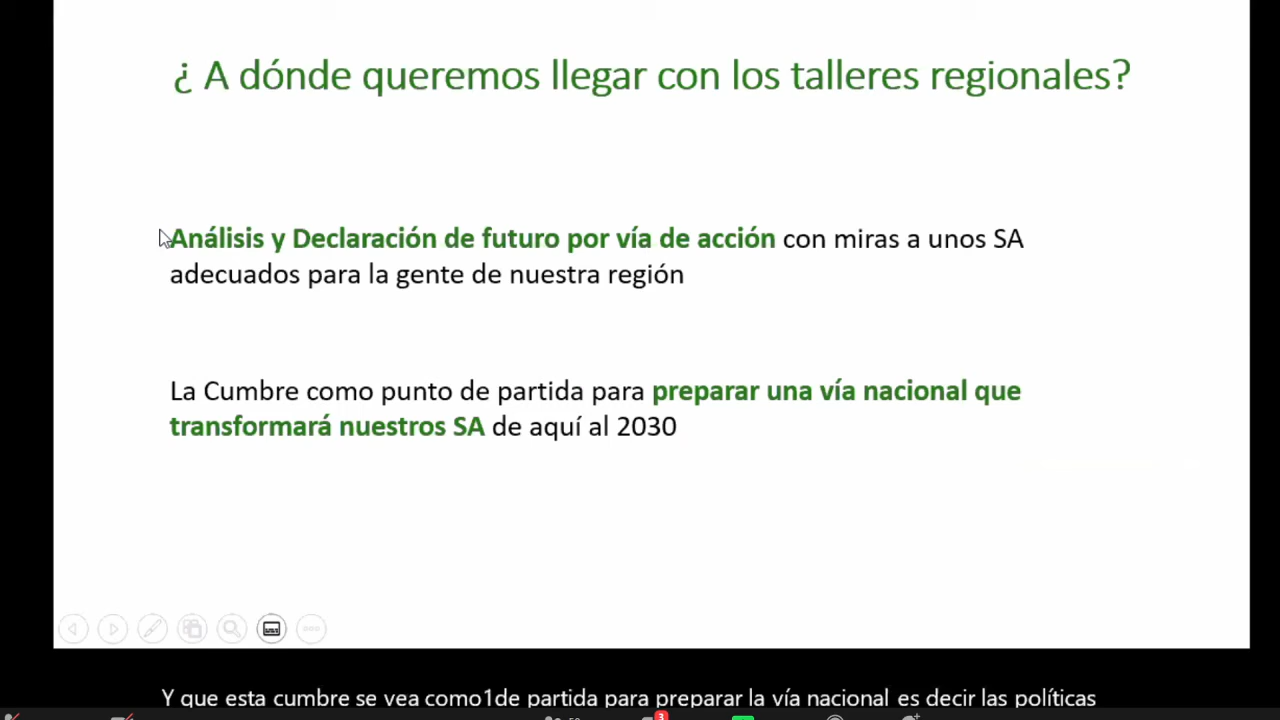 ¿ A dónde queremos llegar con los talleres regionales?
Análisis y Declaración de futuro por vía de acción con miras a unos SA
adecuados para la gente de nuestra región
La Cumbre como punto de partida para preparar una vía nacional que
transformará nuestros SA de aquí al 2030
Y que esta cumbre se vea como1de partida para preparar la vía nacional es decir las políticas
3